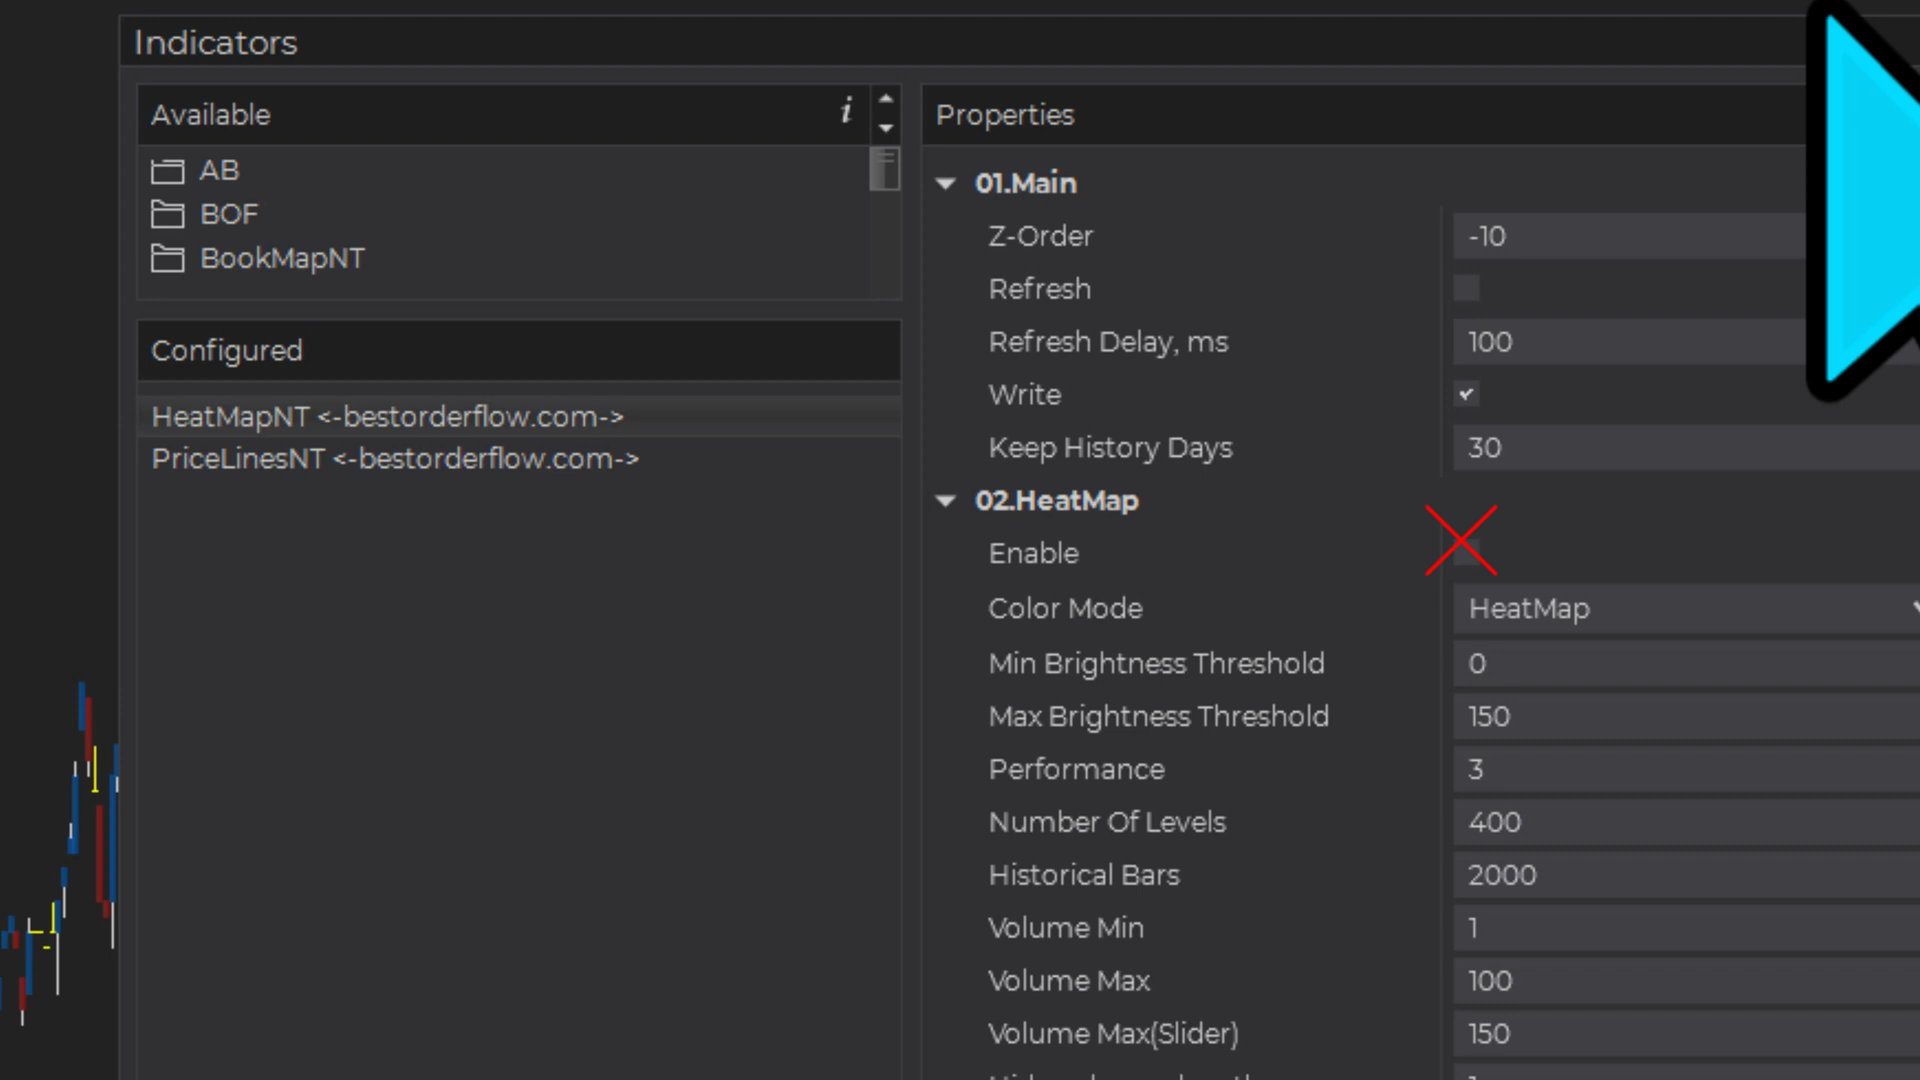 Indicators
Available
i
AB
BOF
BookMapNT
Configured
HeatMapNT <-bestorderflow.com->
PriceLinesNT <-bestorderflow.com->
Properties
01.Main
Z-Order -10
Refresh
Refresh Delay, ms 100
Write
Keep History Days 30
02.HeatMap
Enable
Color Mode HeatMap
Min Brightness Threshold 0
Max Brightness Threshold 150
Performance 3
Number Of Levels 400
Historical Bars 2000
Volume Min 1
Volume Max 100
Volume Max(Slider) 150